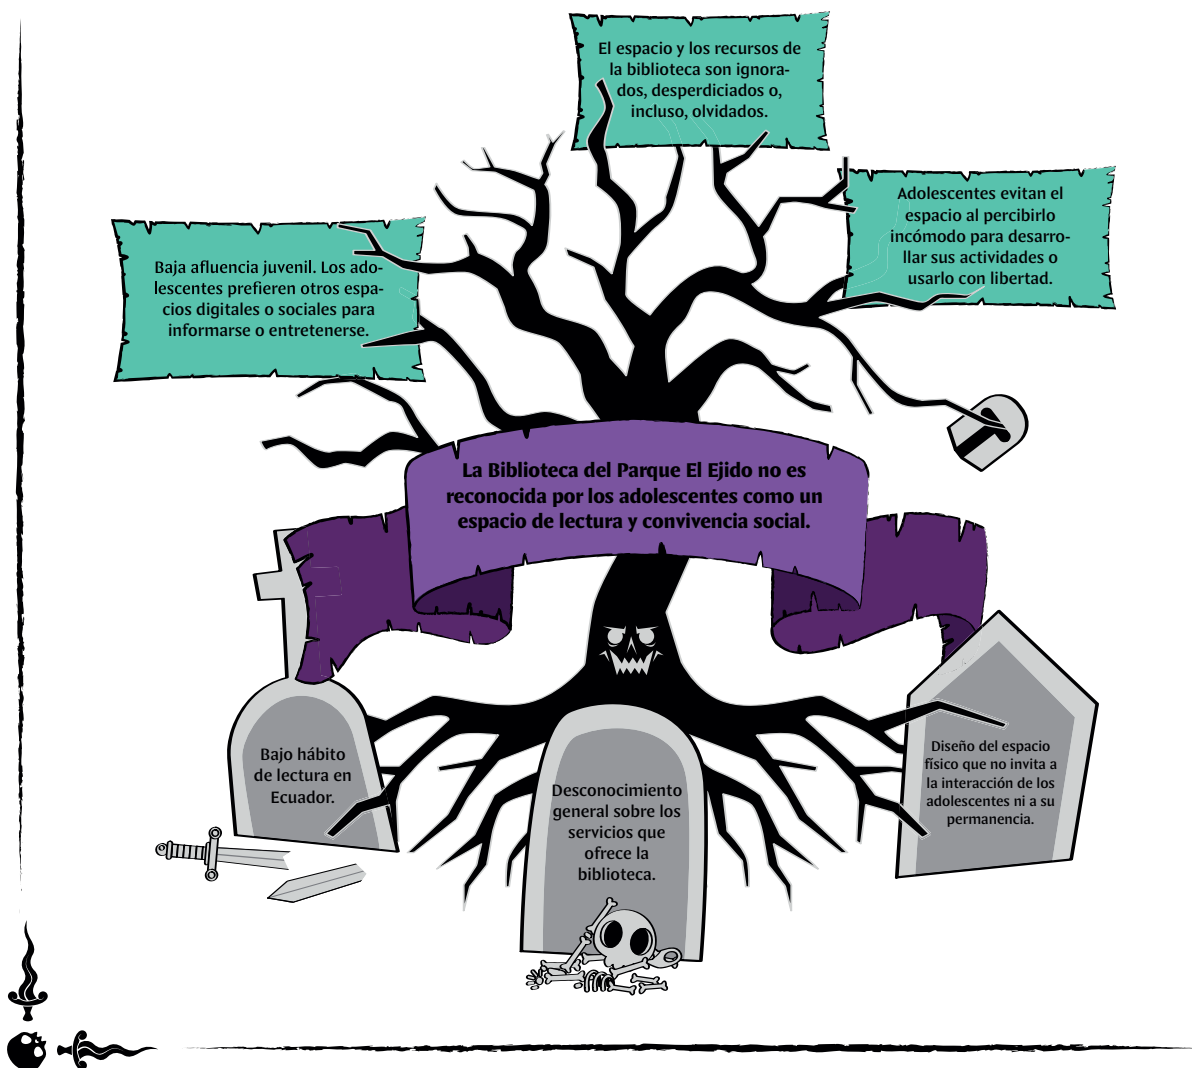 El espacio y los recursos de
la biblioteca son ignora-
dos, desperdiciados o,
incluso, olvidados.
Adolescentes evitan el
espacio al percibirlo
incómodo para desarro-
llar sus actividades o
usarlo con libertad.
Baja afluencia juvenil. Los ado-
lescentes prefieren otros espa-
cios digitales o sociales para
informarse o entretenerse.
La Biblioteca del Parque El Ejido no es
reconocida por los adolescentes como un
espacio de lectura y convivencia social.
Bajo hábito
de lectura en
Ecuador.
Desconocimiento
general sobre los
servicios que
ofrece la
biblioteca.
Diseño del espacio
físico que no invita a
la interacción de los
adolescentes ni a su
permanencia.